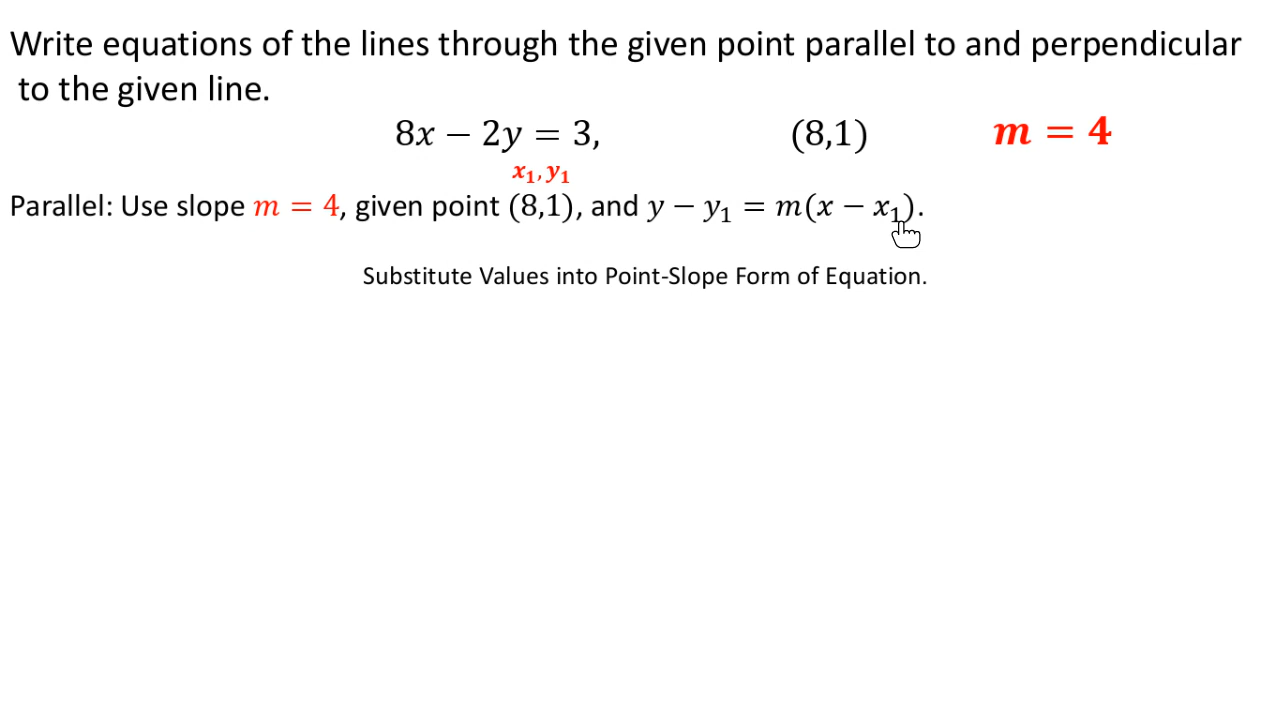 Write equations of the lines through the given point parallel to and perpendicular
to the given line.
8x − 2y = 3, (8,1) m = 4
x₁, y₁
Parallel: Use slope m = 4, given point (8,1), and y − y₁ = m(x − x₁).
Substitute Values into Point-Slope Form of Equation.